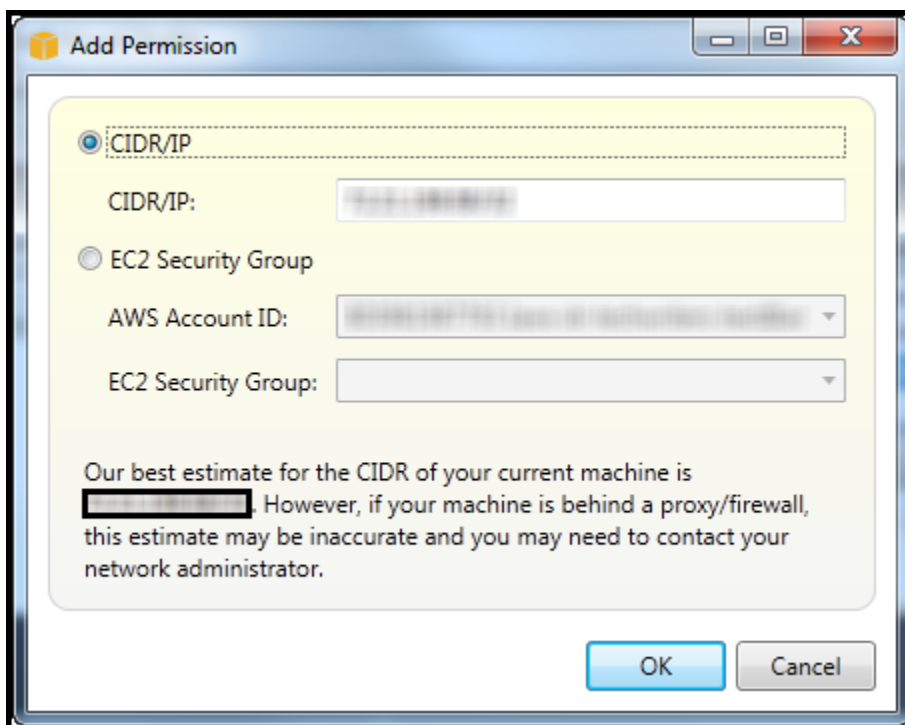 Add Permission
CIDR/IP
CIDR/IP:
EC2 Security Group
AWS Account ID:
EC2 Security Group:
Our best estimate for the CIDR of your current machine is
. However, if your machine is behind a proxy/firewall,
this estimate may be inaccurate and you may need to contact your
network administrator.
OK
Cancel